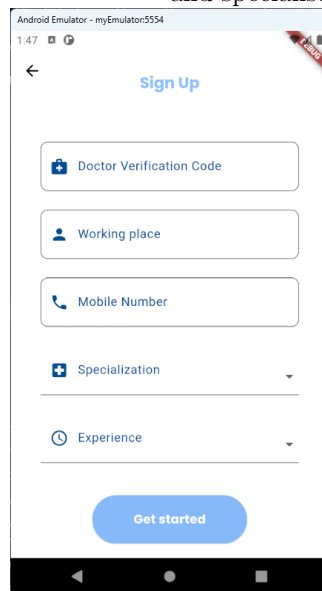 Android Emulator - myEmulator:5554
1:47
DEBUG
Sign Up
Doctor Verification Code
Working place
Mobile Number
Specialization
Experience
Get started